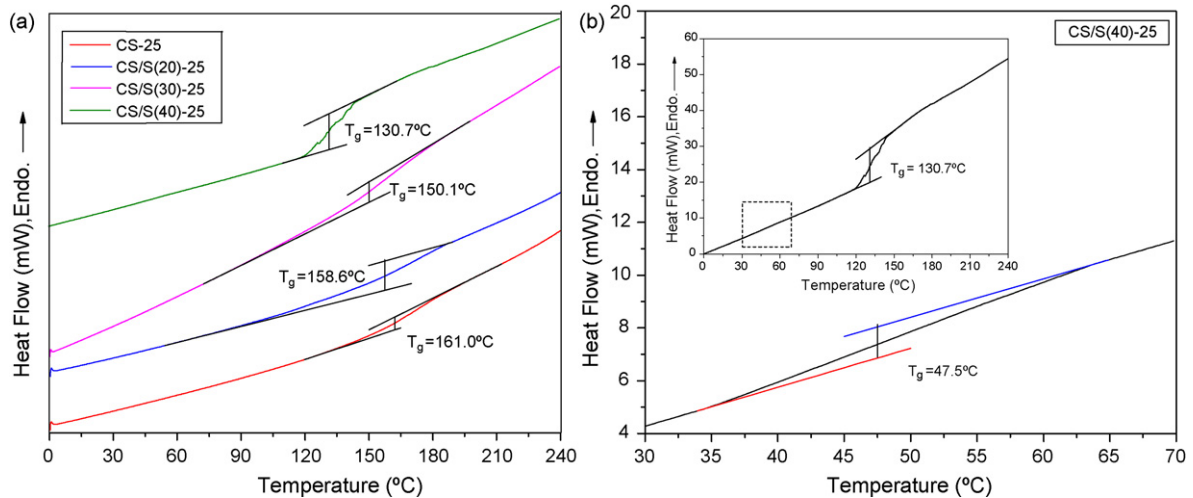 (a)
CS-25
CS/S(20)-25
CS/S(30)-25
CS/S(40)-25
Tg=130.7ºC
Tg=150.1ºC
Tg=158.6ºC
Tg=161.0ºC
Heat Flow (mW),Endo.
0 30 60 90 120 150 180 210 240
Temperature (ºC)
(b)
CS/S(40)-25
20
18
16
14
12
10
8
6
4
Heat Flow (mW),Endo.
60
50
40
30
20
10
0
Heat Flow (mW),Endo.
Tg= 130.7ºC
0 30 60 90 120 150 180 210 240
Temperature (ºC)
Tg=47.5ºC
30 35 40 45 50 55 60 65 70
Temperature (ºC)